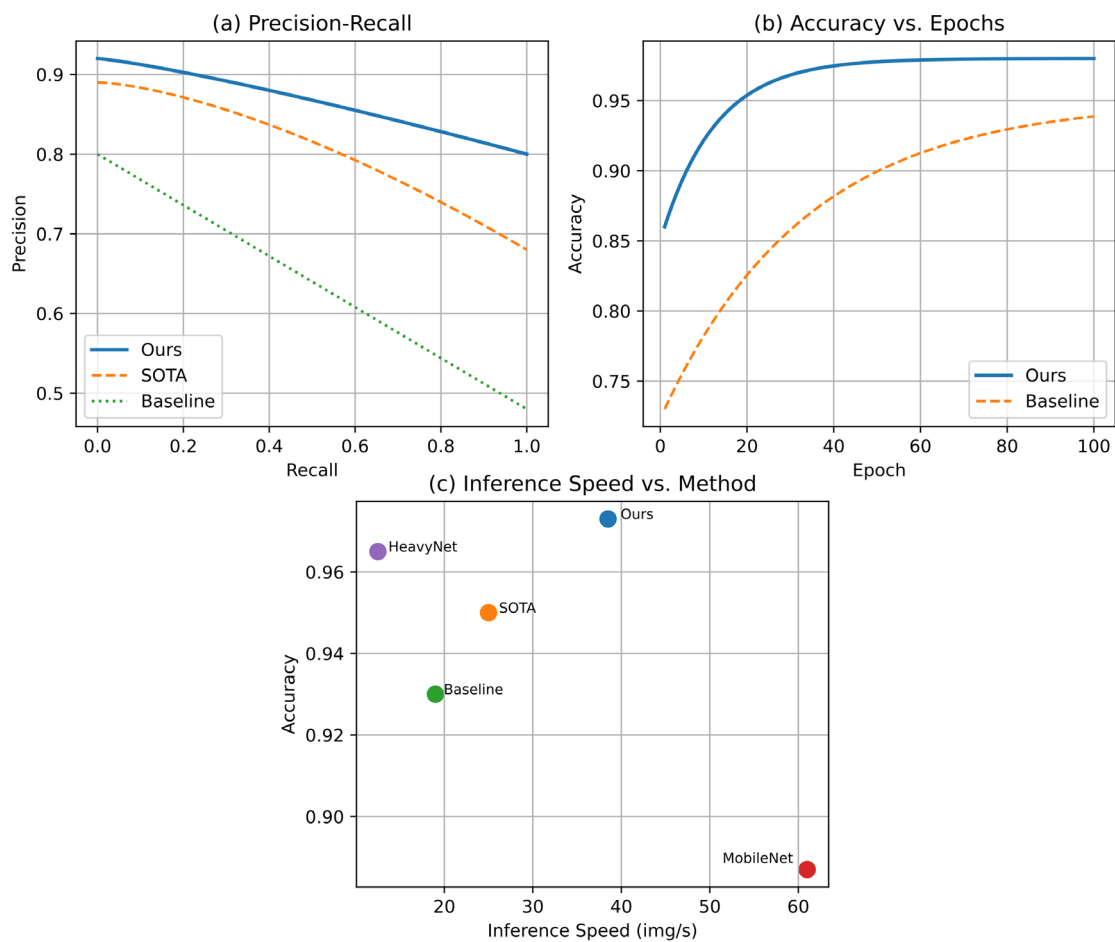 (a) Precision-Recall
Precision
0.9
0.8
0.7
0.6
0.5
Ours
SOTA
Baseline
0.0 0.2 0.4 0.6 0.8 1.0
Recall
(b) Accuracy vs. Epochs
Accuracy
0.95
0.90
0.85
0.80
0.75
Ours
Baseline
0 20 40 60 80 100
Epoch
(c) Inference Speed vs. Method
Accuracy
0.96
0.94
0.92
0.90
Ours
HeavyNet
SOTA
Baseline
MobileNet
20 30 40 50 60
Inference Speed (img/s)